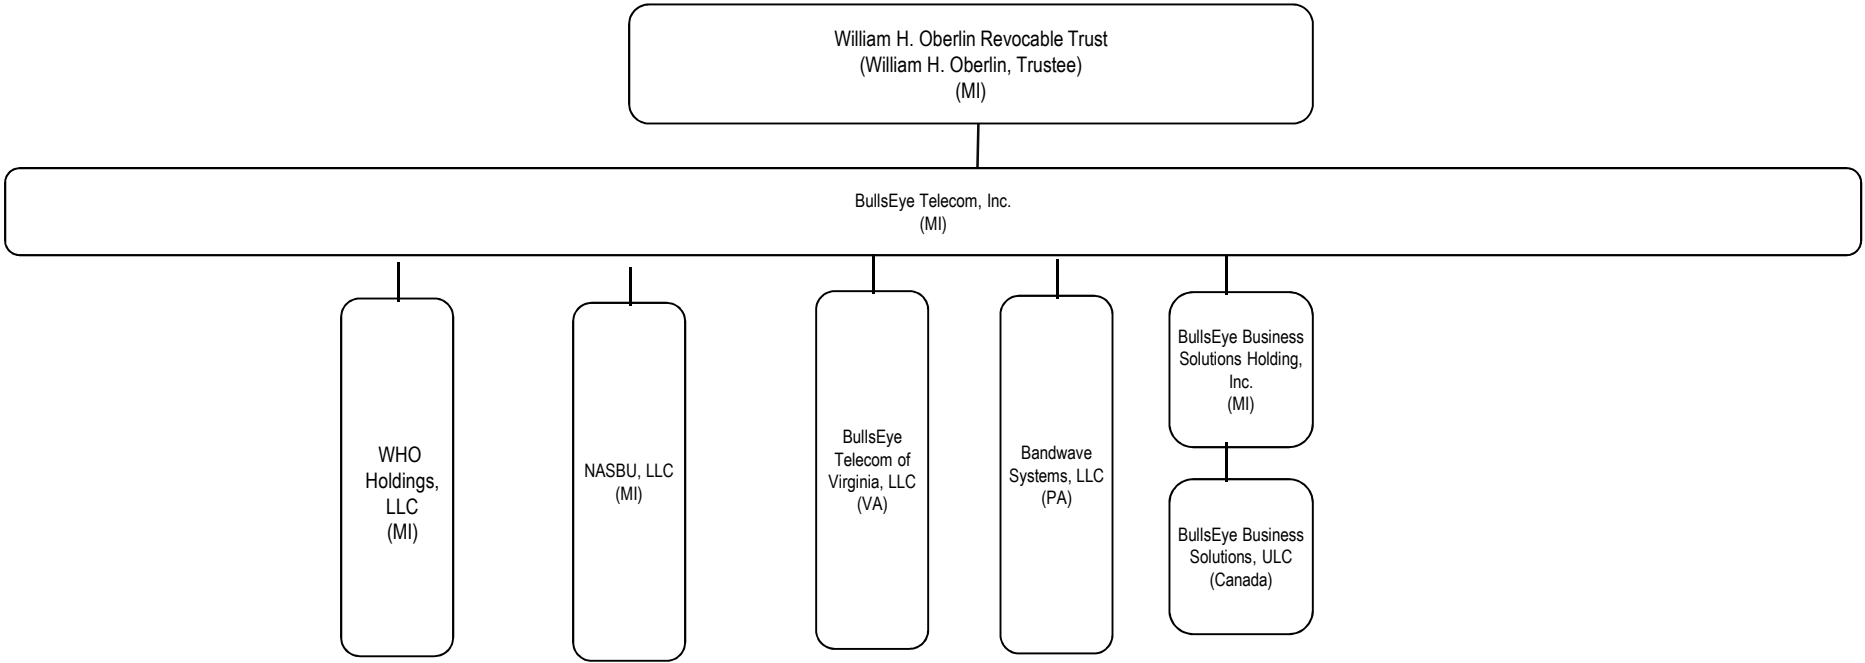 William H. Oberlin Revocable Trust
(William H. Oberlin, Trustee)
(MI)
BullsEye Telecom, Inc.
(MI)
WHO
Holdings,
LLC
(MI)
NASBU, LLC
(MI)
BullsEye
Telecom of
Virginia, LLC
(VA)
Bandwave
Systems, LLC
(PA)
BullsEye Business
Solutions Holding,
Inc.
(MI)
BullsEye Business
Solutions, ULC
(Canada)